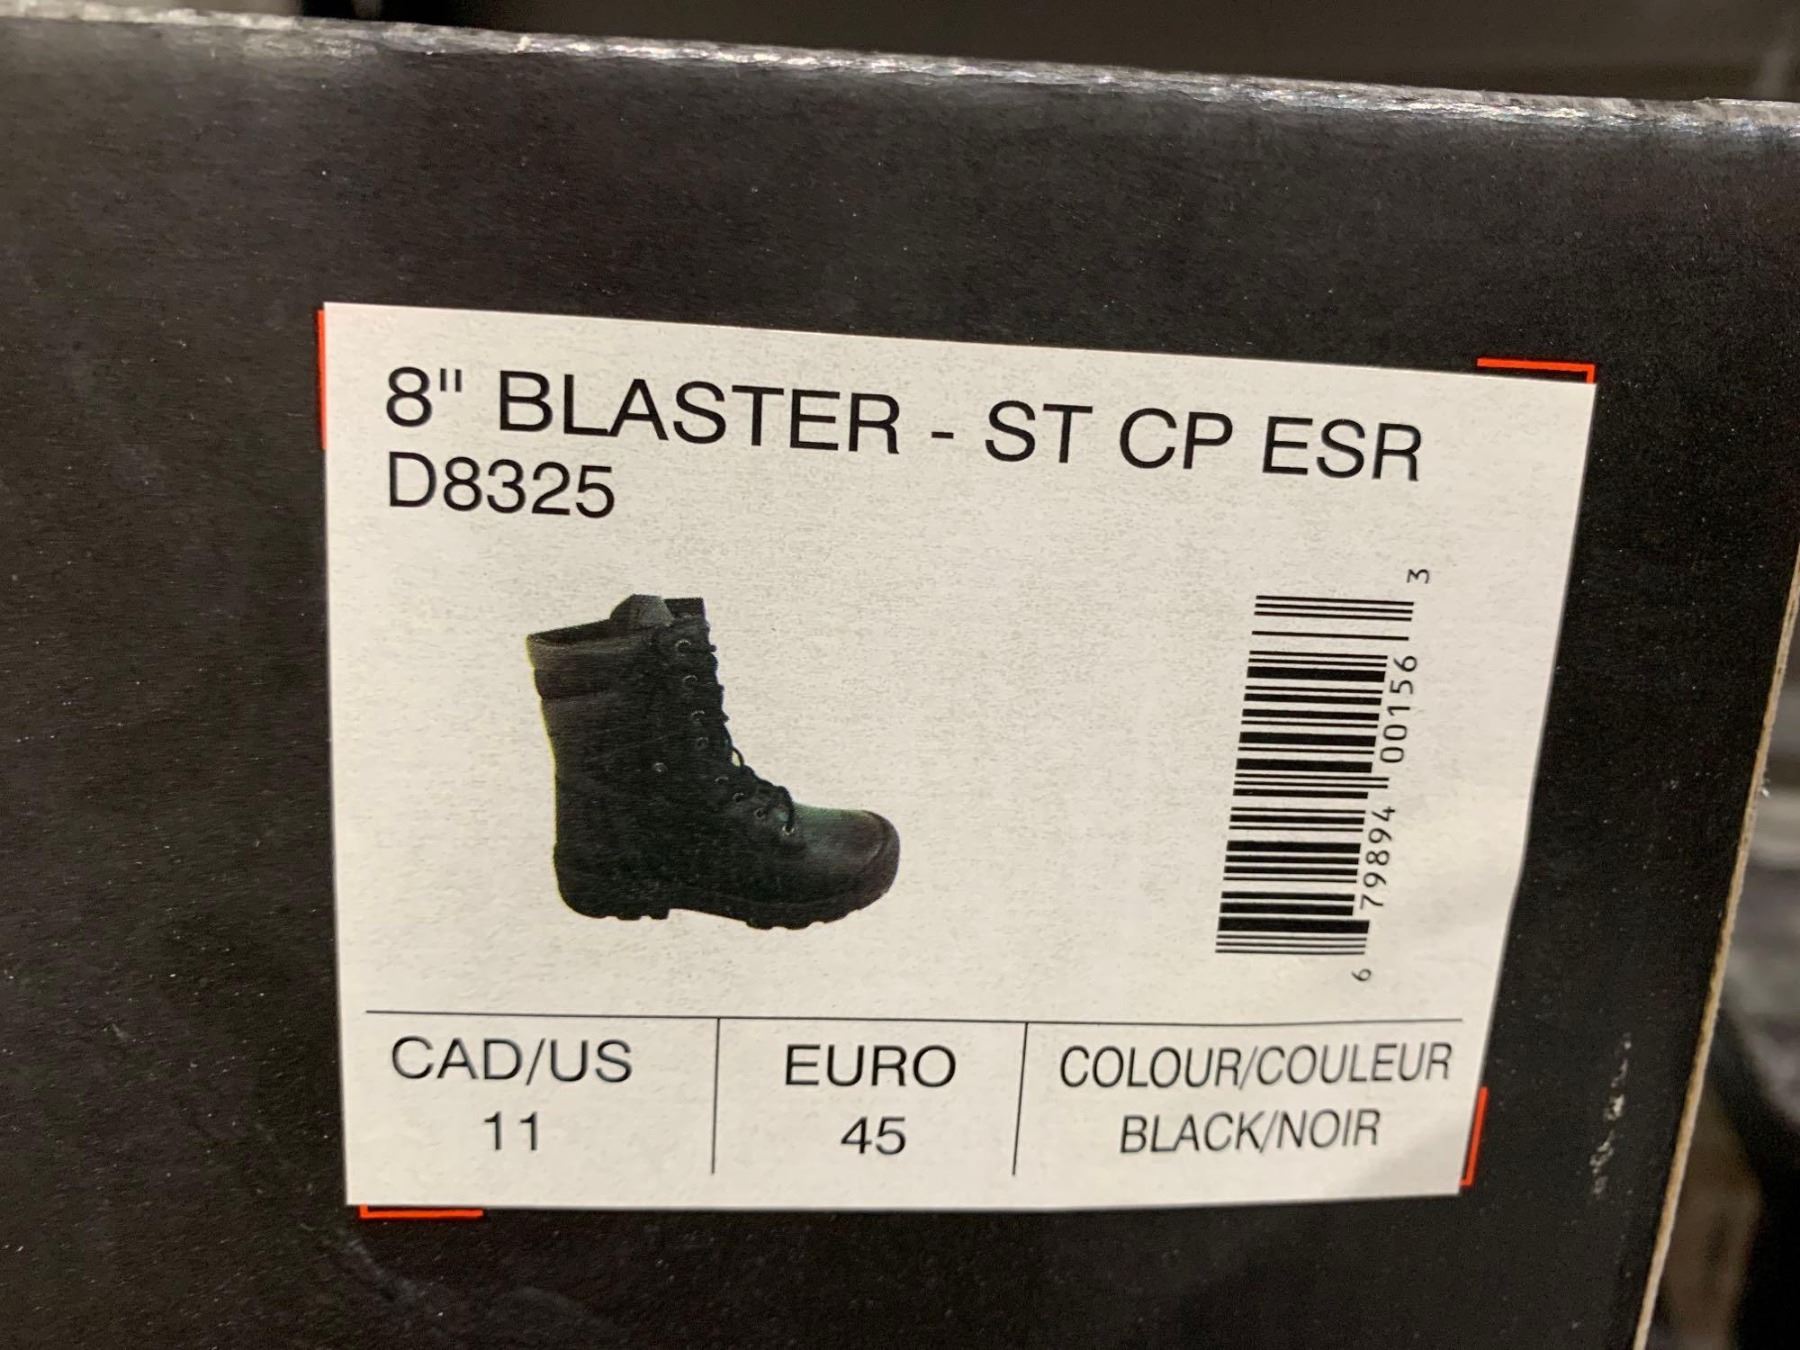 8" BLASTER - ST CP ESR
D8325
6 79894 00156 3
CAD/US
11
EURO
45
COLOUR/COULEUR
BLACK/NOIR